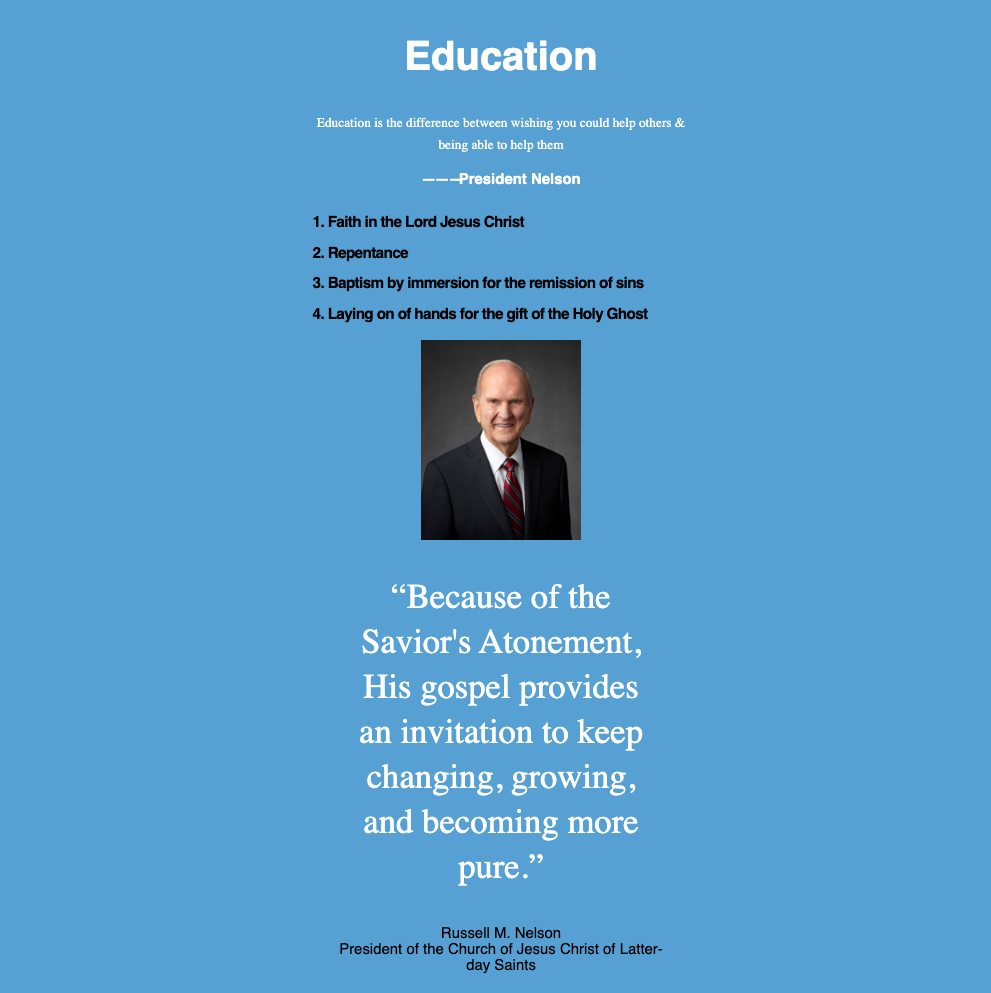 Education
Education is the difference between wishing you could help others &
being able to help them
———President Nelson
1. Faith in the Lord Jesus Christ
2. Repentance
3. Baptism by immersion for the remission of sins
4. Laying on of hands for the gift of the Holy Ghost
“Because of the
Savior's Atonement,
His gospel provides
an invitation to keep
changing, growing,
and becoming more
pure.”
Russell M. Nelson
President of the Church of Jesus Christ of Latter-
day Saints